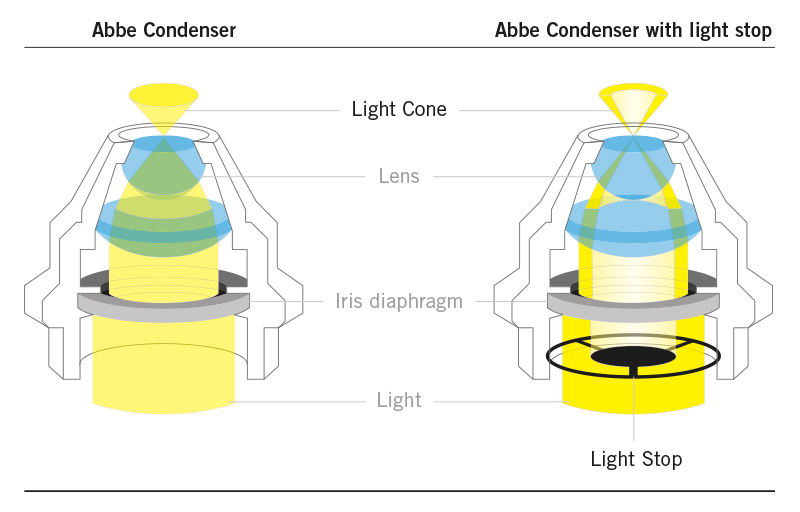 Abbe Condenser
Abbe Condenser with light stop
Light Cone
Lens
Iris diaphragm
Light
Light Stop